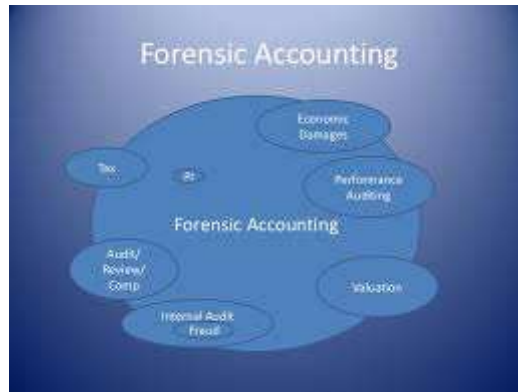 Forensic Accounting
Economic
Damages
Tax
Performance
Auditing
Forensic Accounting
Audit/
Review/
Comp
Valuation
Internal Audit
Fraud